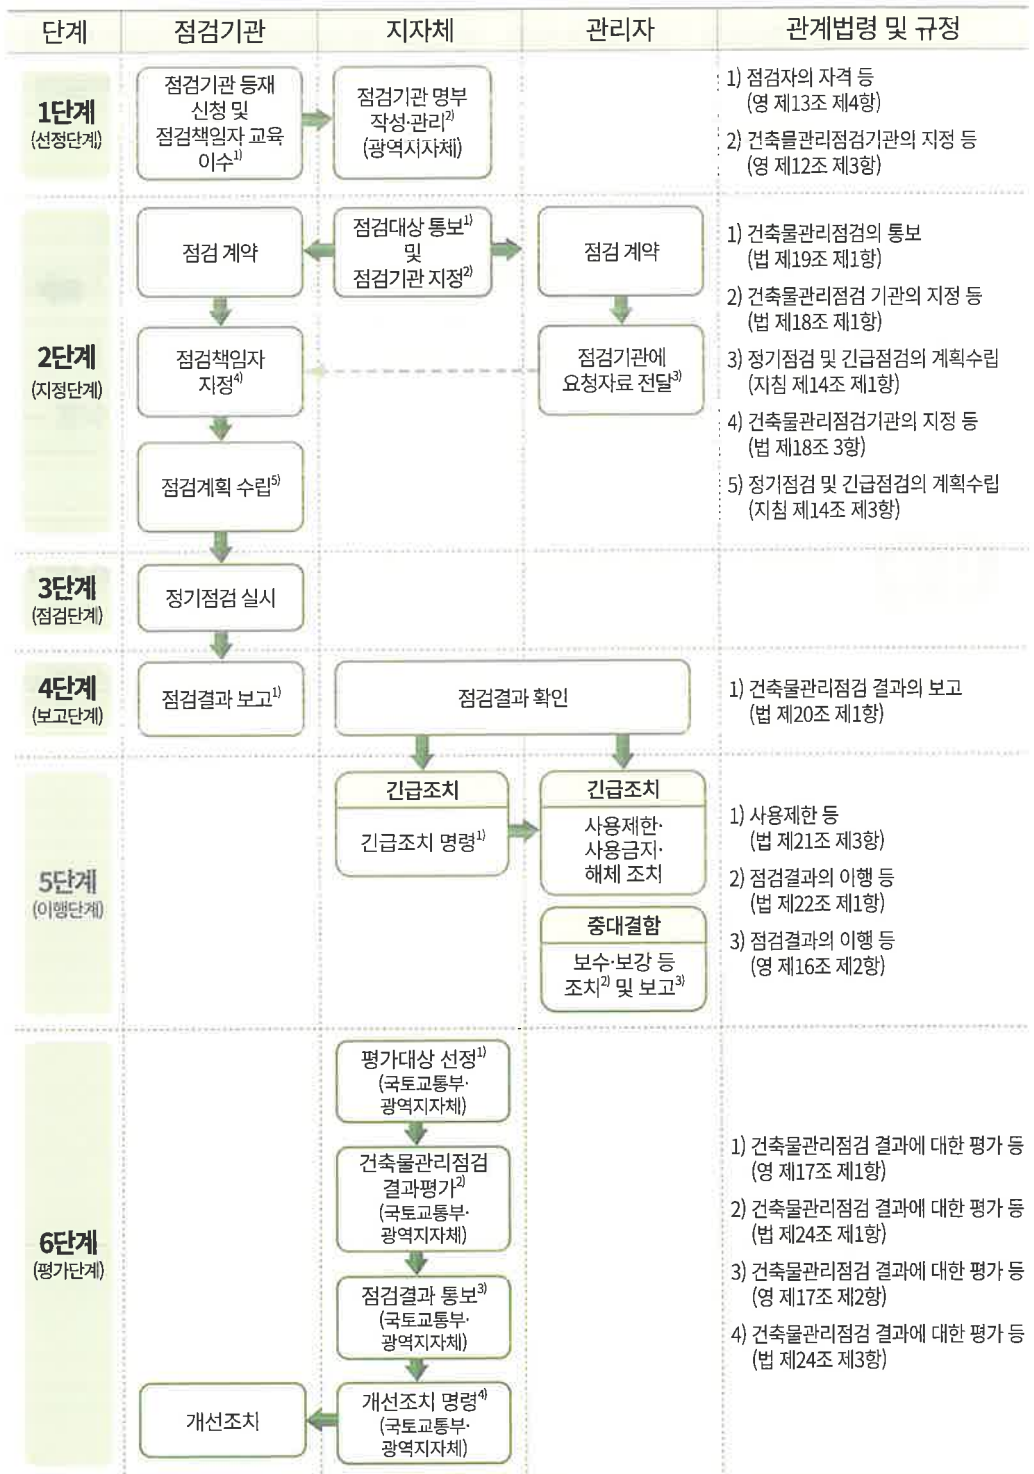 단계 점검기관 지자체 관리자 관계법령 및 규정
1단계
(선정단계)
점검기관 등재
신청 및
점검책임자 교육
이수1)
점검기관 명부
작성·관리2)
(광역지자체)
1) 점검자의 자격 등
(영 제13조 제4항)
2) 건축물관리점검기관의 지정 등
(영 제12조 제3항)
2단계
(지정단계)
점검 계약
점검대상 통보1)
및
점검기관 지정2)
점검 계약
점검책임자
지정4)
점검기관에
요청자료 전달3)
점검계획 수립5)
1) 건축물관리점검의 통보
(법 제19조 제1항)
2) 건축물관리점검 기관의 지정 등
(법 제18조 제1항)
3) 정기점검 및 긴급점검의 계획수립
(지침 제14조 제1항)
4) 건축물관리점검기관의 지정 등
(법 제18조 3항)
5) 정기점검 및 긴급점검의 계획수립
(지침 제14조 제3항)
3단계
(점검단계)
정기점검 실시
4단계
(보고단계)
점검결과 보고1)
점검결과 확인
1) 건축물관리점검 결과의 보고
(법 제20조 제1항)
5단계
(이행단계)
긴급조치
긴급조치 명령1)
긴급조치
사용제한·
사용금지·
해체 조치
중대결함
보수·보강 등
조치2) 및 보고3)
1) 사용제한 등
(법 제21조 제3항)
2) 점검결과의 이행 등
(법 제22조 제1항)
3) 점검결과의 이행 등
(영 제16조 제2항)
6단계
(평가단계)
평가대상 선정1)
(국토교통부·
광역지자체)
건축물관리점검
결과평가2)
(국토교통부·
광역지자체)
점검결과 통보3)
(국토교통부·
광역지자체)
개선조치
개선조치 명령4)
(국토교통부·
광역지자체)
1) 건축물관리점검 결과에 대한 평가 등
(영 제17조 제1항)
2) 건축물관리점검 결과에 대한 평가 등
(법 제24조 제1항)
3) 건축물관리점검 결과에 대한 평가 등
(영 제17조 제2항)
4) 건축물관리점검 결과에 대한 평가 등
(법 제24조 제3항)